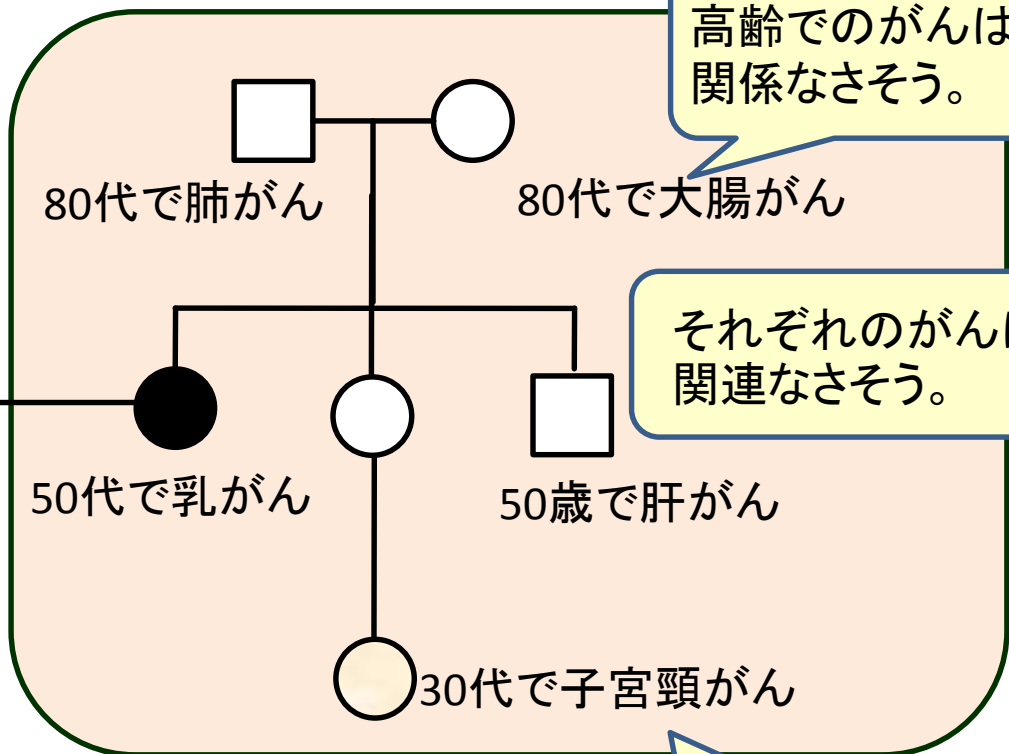 高齢でのがんは
関係なさそう。
80代で肺がん
80代で大腸がん
それぞれのがんは
関連なさそう。
50代で乳がん
50歳で肝がん
30代で子宮頸がん